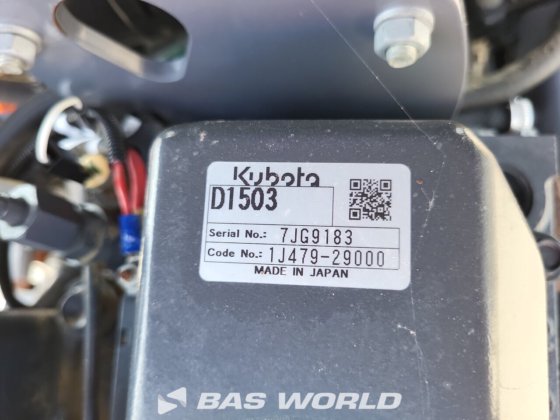 Kubota
D1503
Serial No.: 7JG9183
Code No.: 1J479-29000
MADE IN JAPAN
BAS WORLD